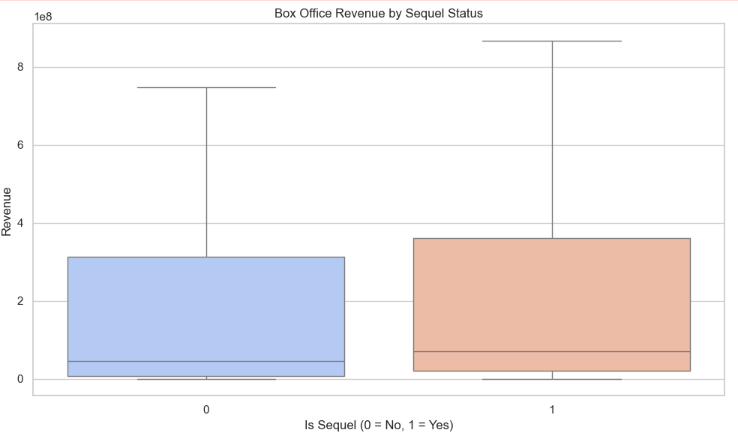 Box Office Revenue by Sequel Status
1e8
8
6
4
2
0
Revenue
0 1
Is Sequel (0 = No, 1 = Yes)